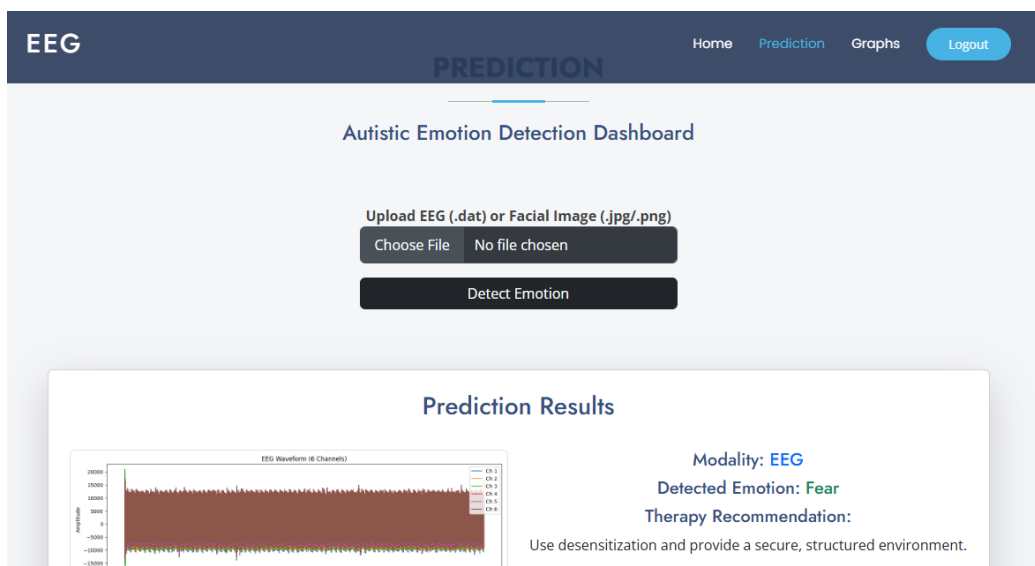 EEG
Home Prediction Graphs Logout
PREDICTION
Autistic Emotion Detection Dashboard
Upload EEG (.dat) or Facial Image (.jpg/.png)
Choose File No file chosen
Detect Emotion
Prediction Results
EEG Waveform (6 Channels)
Ch 1
Ch 2
Ch 3
Ch 4
Ch 5
Ch 6
20000
15000
10000
5000
0
−5000
−10000
−15000
Amplitude
Modality: EEG
Detected Emotion: Fear
Therapy Recommendation:
Use desensitization and provide a secure, structured environment.